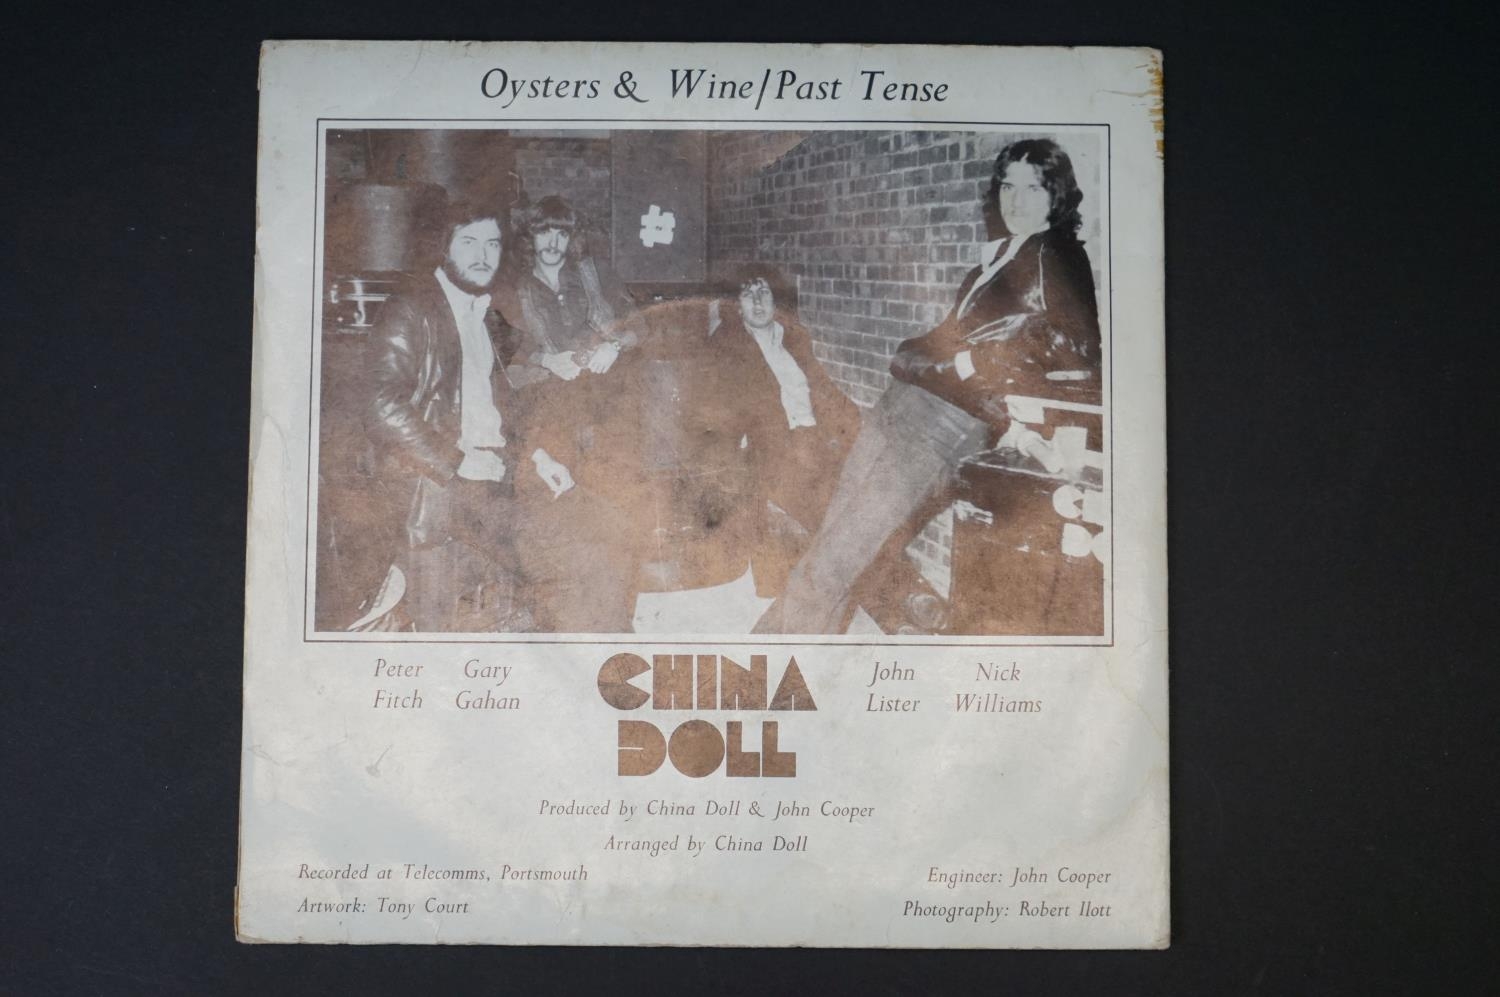 Oysters & Wine/Past Tense
Peter Gary
Fitch Gahan
CHINA
DOLL
John Nick
Lister Williams
Produced by China Doll & John Cooper
Arranged by China Doll
Recorded at Telecomms, Portsmouth
Artwork: Tony Court
Engineer: John Cooper
Photography: Robert Ilott